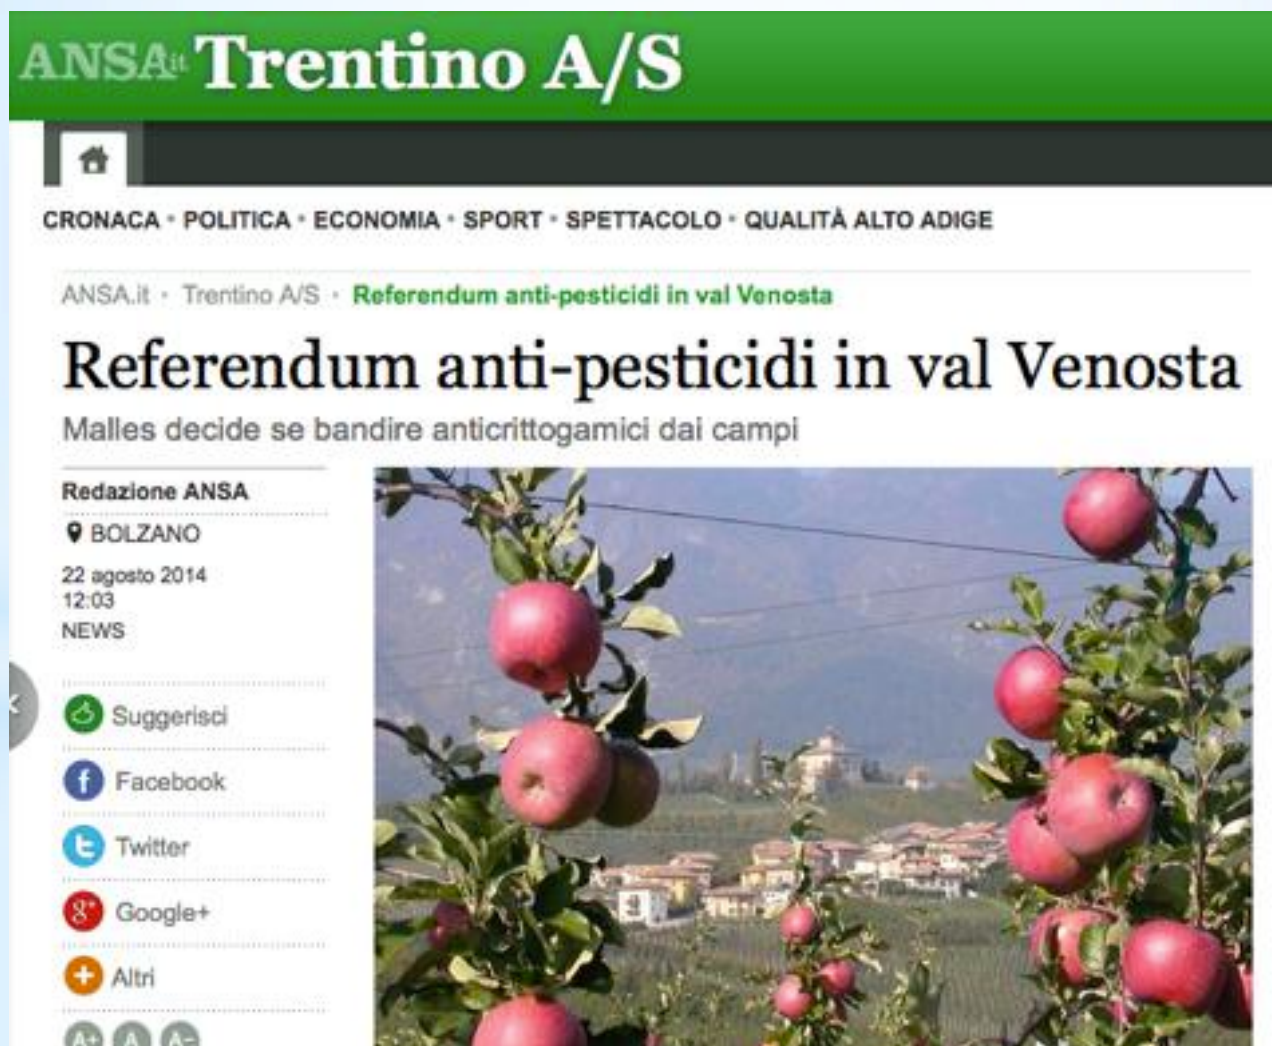 ANSA.it Trentino A/S
CRONACA • POLITICA • ECONOMIA • SPORT • SPETTACOLO • QUALITÀ ALTO ADIGE
ANSA.it • Trentino A/S • Referendum anti-pesticidi in val Venosta
Referendum anti-pesticidi in val Venosta
Malles decide se bandire anticrittogamici dai campi
Redazione ANSA
BOLZANO
22 agosto 2014
12:03
NEWS
Suggerisci
f Facebook
t Twitter
g+ Google+
+ Altri
A+ A A-